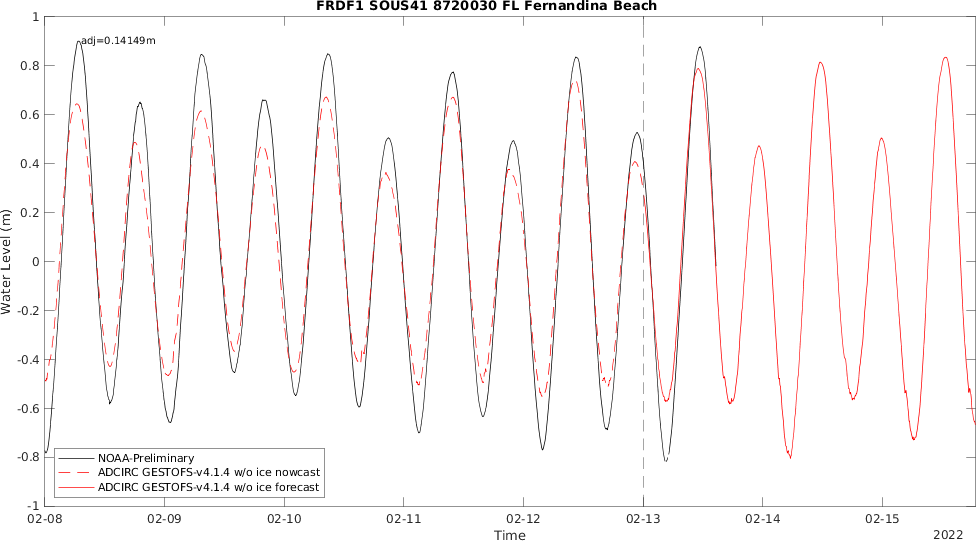 FRDF1 SOUS41 8720030 FL Fernandina Beach
adj=0.14149m
1
0.8
0.6
0.4
0.2
0
-0.2
-0.4
-0.6
-0.8
-1
Water Level (m)
NOAA-Preliminary
ADCIRC GESTOFS-v4.1.4 w/o ice nowcast
ADCIRC GESTOFS-v4.1.4 w/o ice forecast
02-08 02-09 02-10 02-11 02-12 02-13 02-14 02-15
Time
2022